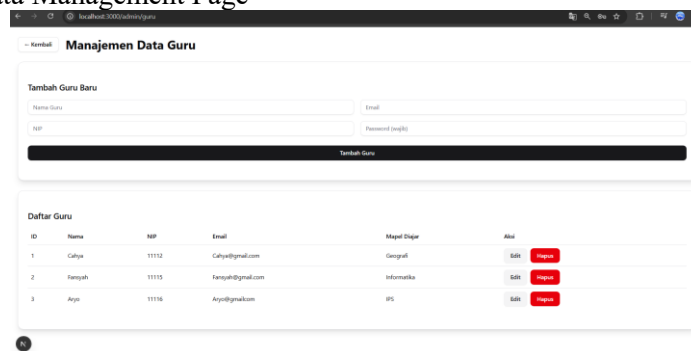 ata Management Page
localhost:3000/admin/guru
← Kembali Manajemen Data Guru
Tambah Guru Baru
Nama Guru Email
NIP Password (wajib)
Tambah Guru
Daftar Guru
ID Nama NIP Email Mapel Diajar Aksi
1 Cahya 11112 Cahya@gmail.com Geografi Edit Hapus
2 Fansyah 11115 Fansyah@gmail.com Informatika Edit Hapus
3 Aryo 11116 Aryo@gmailcom IPS Edit Hapus
N